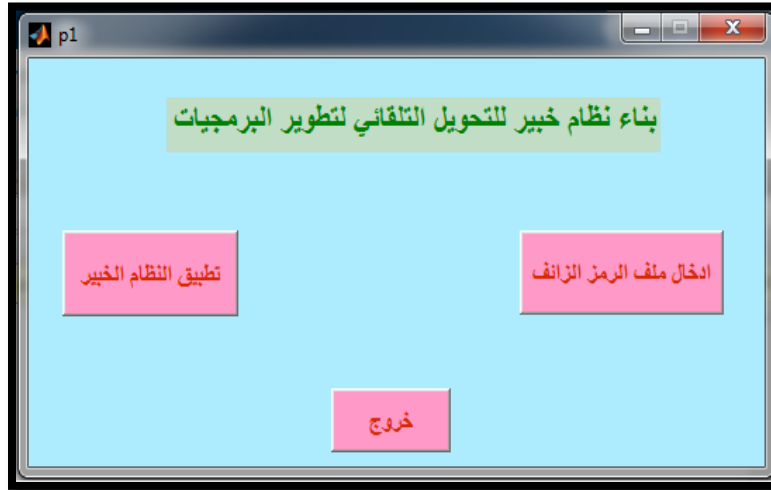 p1
بناء نظام خبير للتحويل التلقائي لتطوير البرمجيات
ادخال ملف الرمز الزائف
تطبيق النظام الخبير
خروج